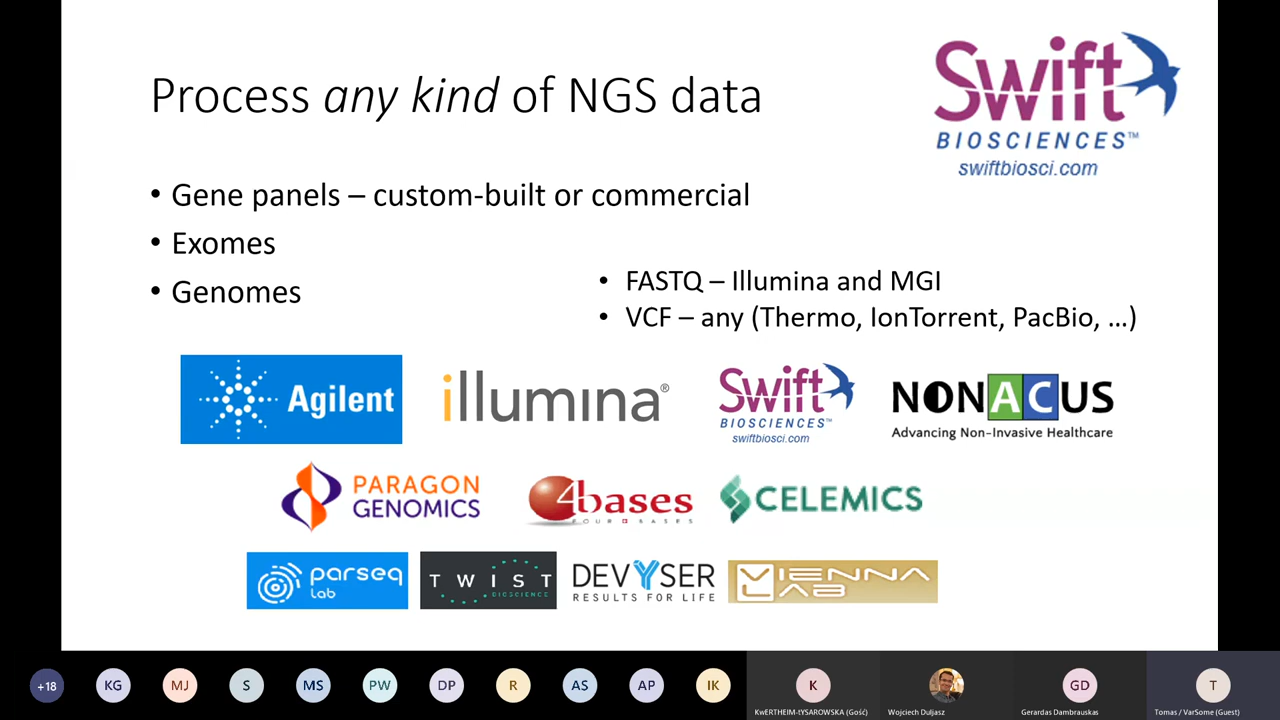 Process any kind of NGS data
Swift
BIOSCIENCES™
swiftbiosci.com
• Gene panels – custom-built or commercial
• Exomes
• Genomes
• FASTQ – Illumina and MGI
• VCF – any (Thermo, IonTorrent, PacBio, ...)
Agilent
illumina®
Swift
BIOSCIENCES™
swiftbiosci.com
NONACUS
Advancing Non-Invasive Healthcare
PARAGON
GENOMICS
4bases
FOUR BASES
CELEMICS
parseq
lab
TWIST
BIOSCIENCE
DEVYSER
RESULTS FOR LIFE
VIENNA
LAB
+18
KG
MJ
S
MS
PW
DP
R
AS
AP
IK
K
GD
T
KwERTHEIM-tYSAROWSKA (Gość)
Wojciech Duljasz
Gerardas Dambrauskas
Tomas / VarSome (Guest)